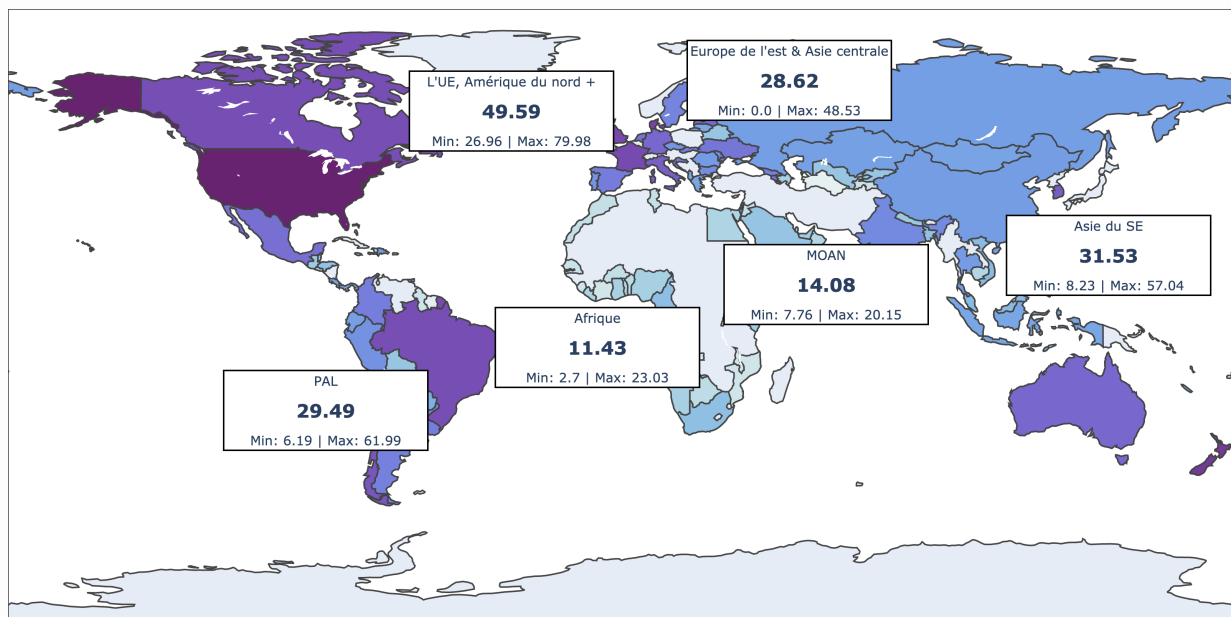 Europe de l'est & Asie centrale
28.62
Min: 0.0 | Max: 48.53
L'UE, Amérique du nord +
49.59
Min: 26.96 | Max: 79.98
Asie du SE
31.53
Min: 8.23 | Max: 57.04
MOAN
14.08
Min: 7.76 | Max: 20.15
Afrique
11.43
Min: 2.7 | Max: 23.03
PAL
29.49
Min: 6.19 | Max: 61.99